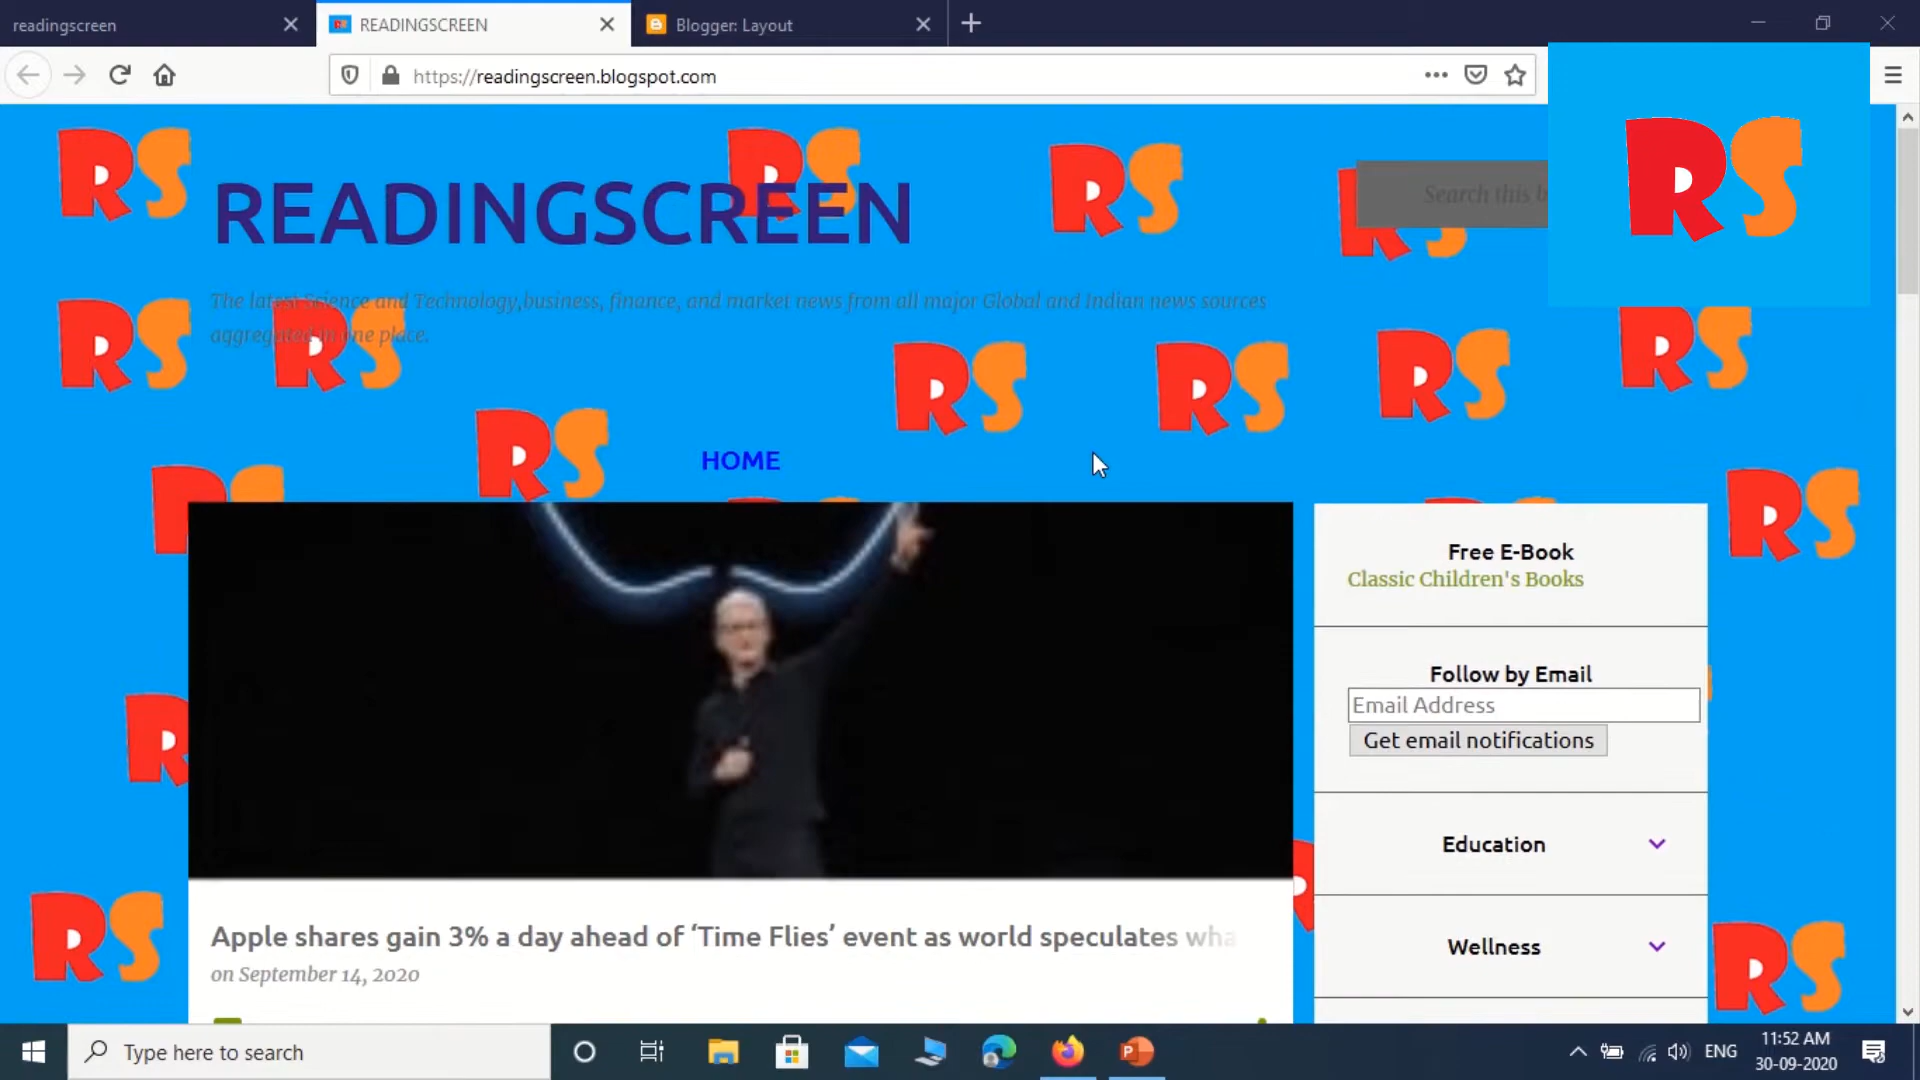 readingscreen
READINGSCREEN
Blogger: Layout
https://readingscreen.blogspot.com
RS
READINGSCREEN
Search this b
The latest Science and Technology,business, finance, and market news from all major Global and Indian news sources
aggregated in one place.
HOME
Free E-Book
Classic Children's Books
Follow by Email
Email Address
Get email notifications
Education
Wellness
Apple shares gain 3% a day ahead of ‘Time Flies’ event as world speculates wha
on September 14, 2020
Type here to search
ENG
11:52 AM
30-09-2020